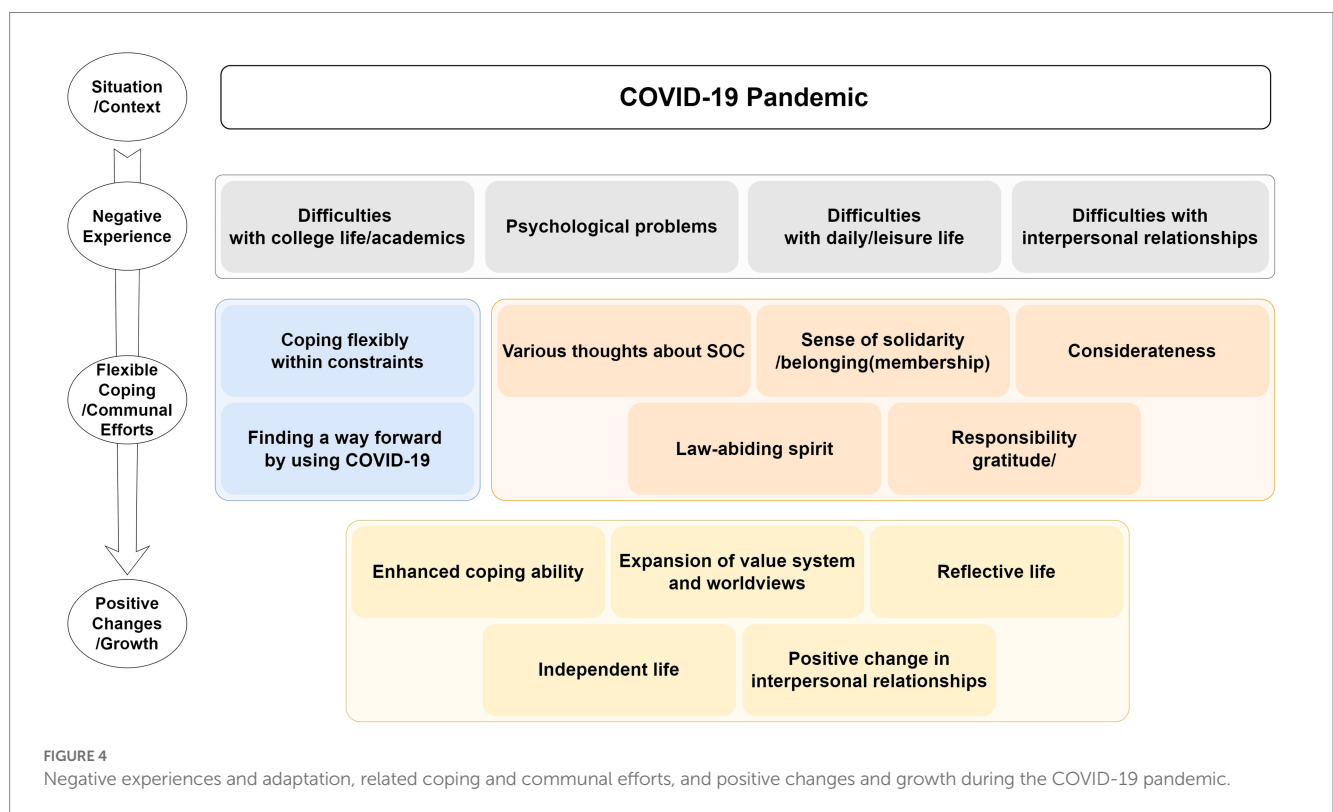 Situation
/Context
COVID-19 Pandemic
Negative
Experience
Difficulties
with college life/academics
Psychological problems
Difficulties
with daily/leisure life
Difficulties with
interpersonal relationships
Flexible
Coping
/Communal
Efforts
Coping flexibly
within constraints
Finding a way forward
by using COVID-19
Various thoughts about SOC
Sense of solidarity
/belonging(membership)
Considerateness
Law-abiding spirit
Responsibility
gratitude/
Positive
Changes
/Growth
Enhanced coping ability
Expansion of value system
and worldviews
Reflective life
Independent life
Positive change in
interpersonal relationships
FIGURE 4
Negative experiences and adaptation, related coping and communal efforts, and positive changes and growth during the COVID-19 pandemic.